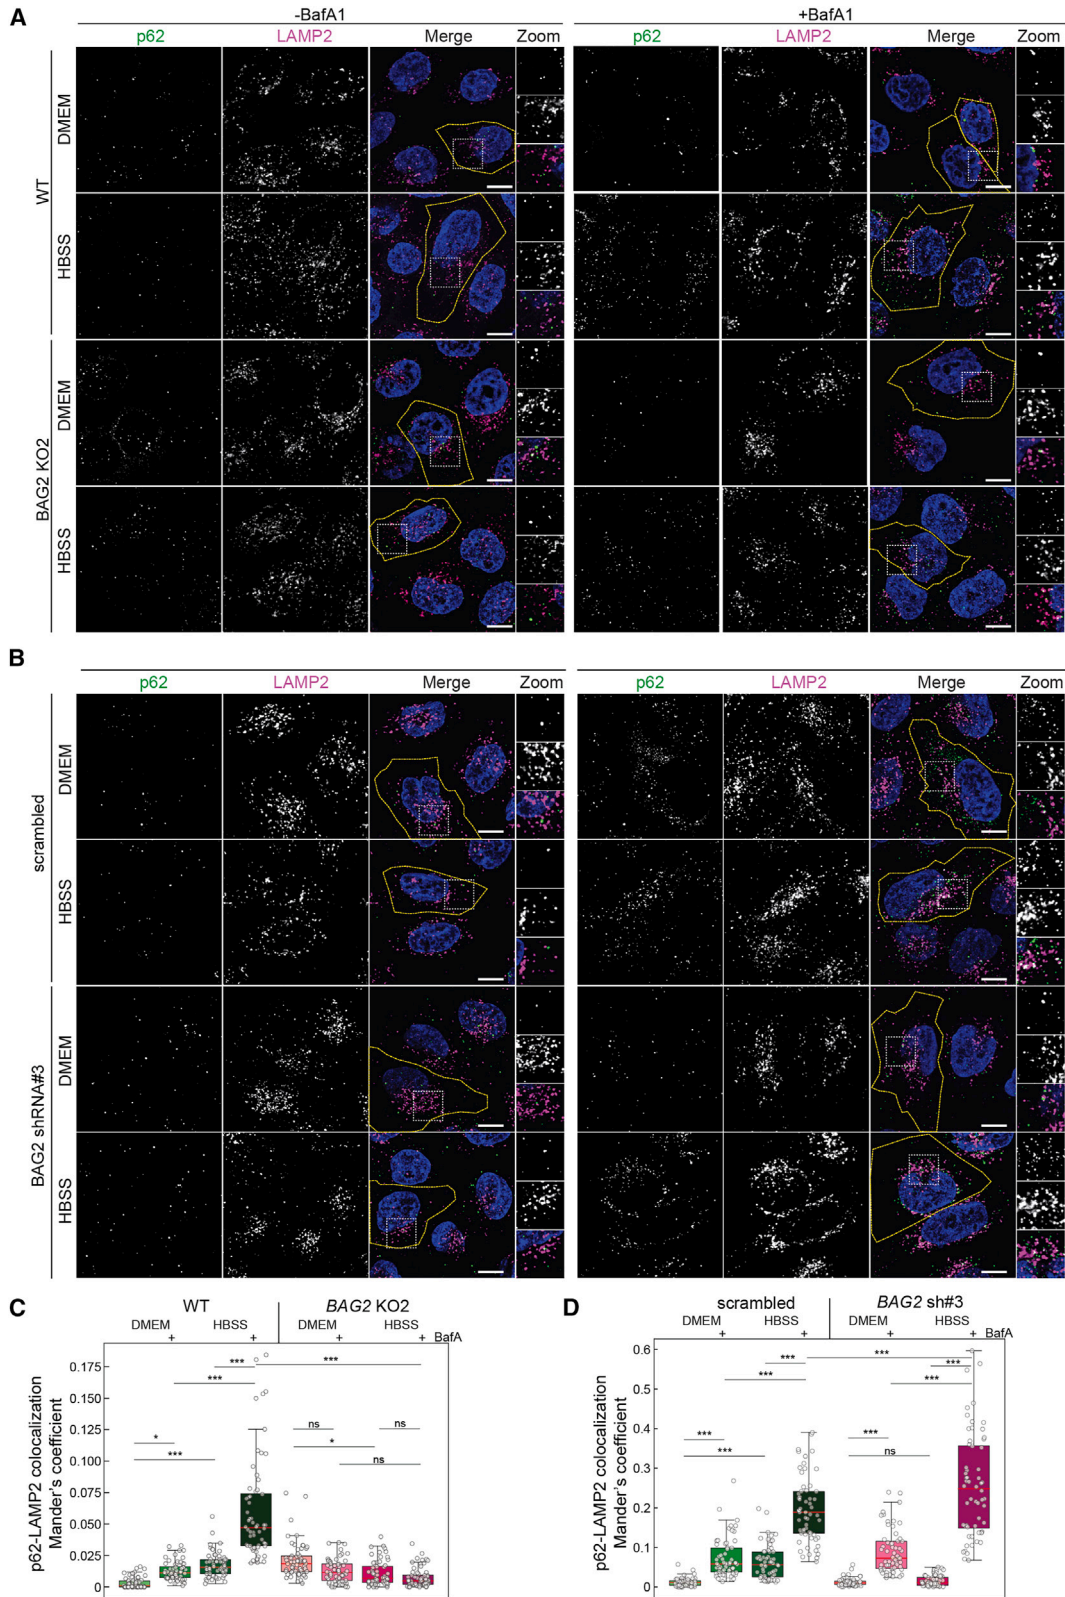 A
-BafA1
+BafA1
p62 LAMP2 Merge Zoom
p62 LAMP2 Merge Zoom
WT
DMEM
HBSS
BAG2 KO2
DMEM
HBSS
B
p62 LAMP2 Merge Zoom
p62 LAMP2 Merge Zoom
scrambled
DMEM
HBSS
BAG2 shRNA#3
DMEM
HBSS
C
WT BAG2 KO2
DMEM HBSS DMEM HBSS
+ + + + BafA
p62-LAMP2 colocalization
Mander's coefficient
0.175
0.150
0.125
0.100
0.075
0.050
0.025
0
*
***
***
***
***
ns
*
ns
ns
D
scrambled BAG2 sh#3
DMEM HBSS DMEM HBSS
+ + + + BafA
p62-LAMP2 colocalization
Mander's coefficient
0.6
0.5
0.4
0.3
0.2
0.1
0
***
***
***
***
***
***
ns
***
***